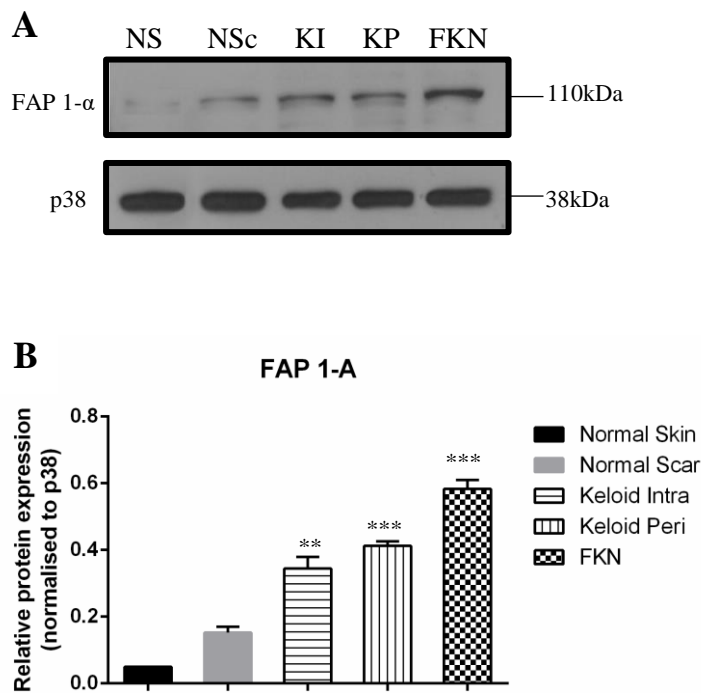 A
NS NSc KI KP FKN
FAP 1-α
110kDa
p38
38kDa
B
FAP 1-A
Relative protein expression
(normalised to p38)
0.8
0.6
0.4
0.2
0.0
**
***
***
Normal Skin
Normal Scar
Keloid Intra
Keloid Peri
FKN